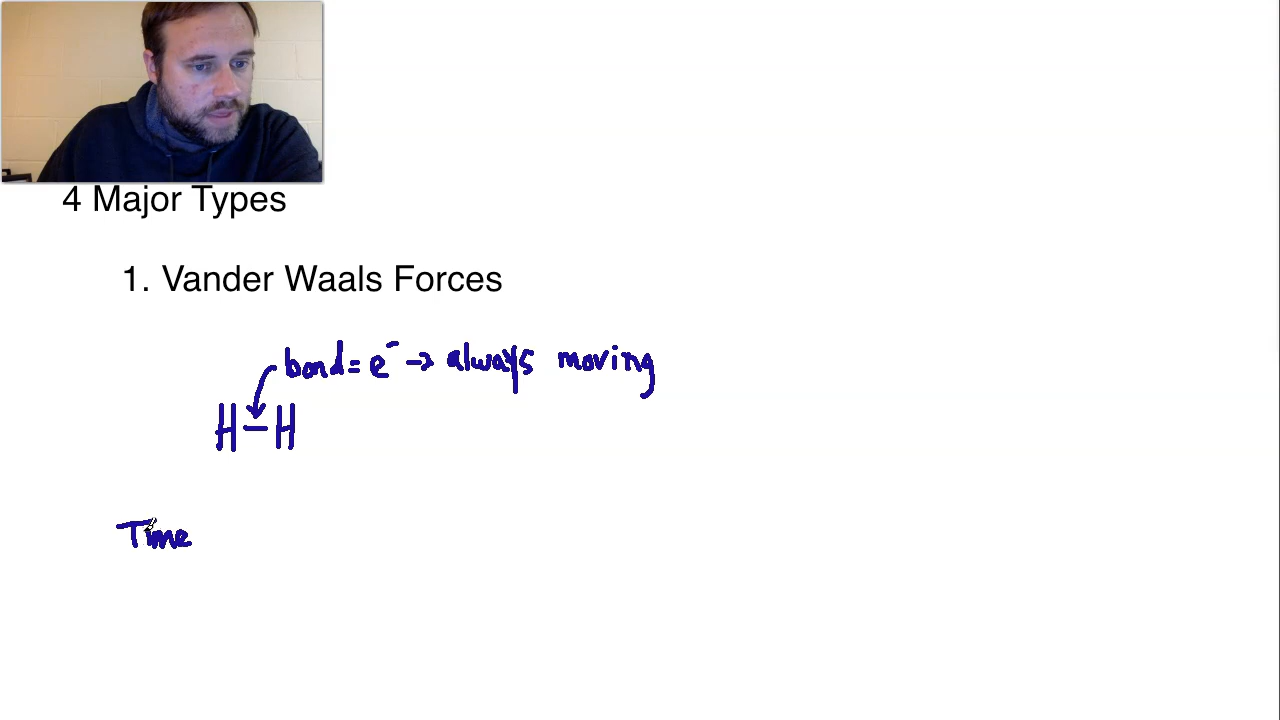 4 Major Types
1. Vander Waals Forces
bond = e⁻ → always moving
H–H
Time